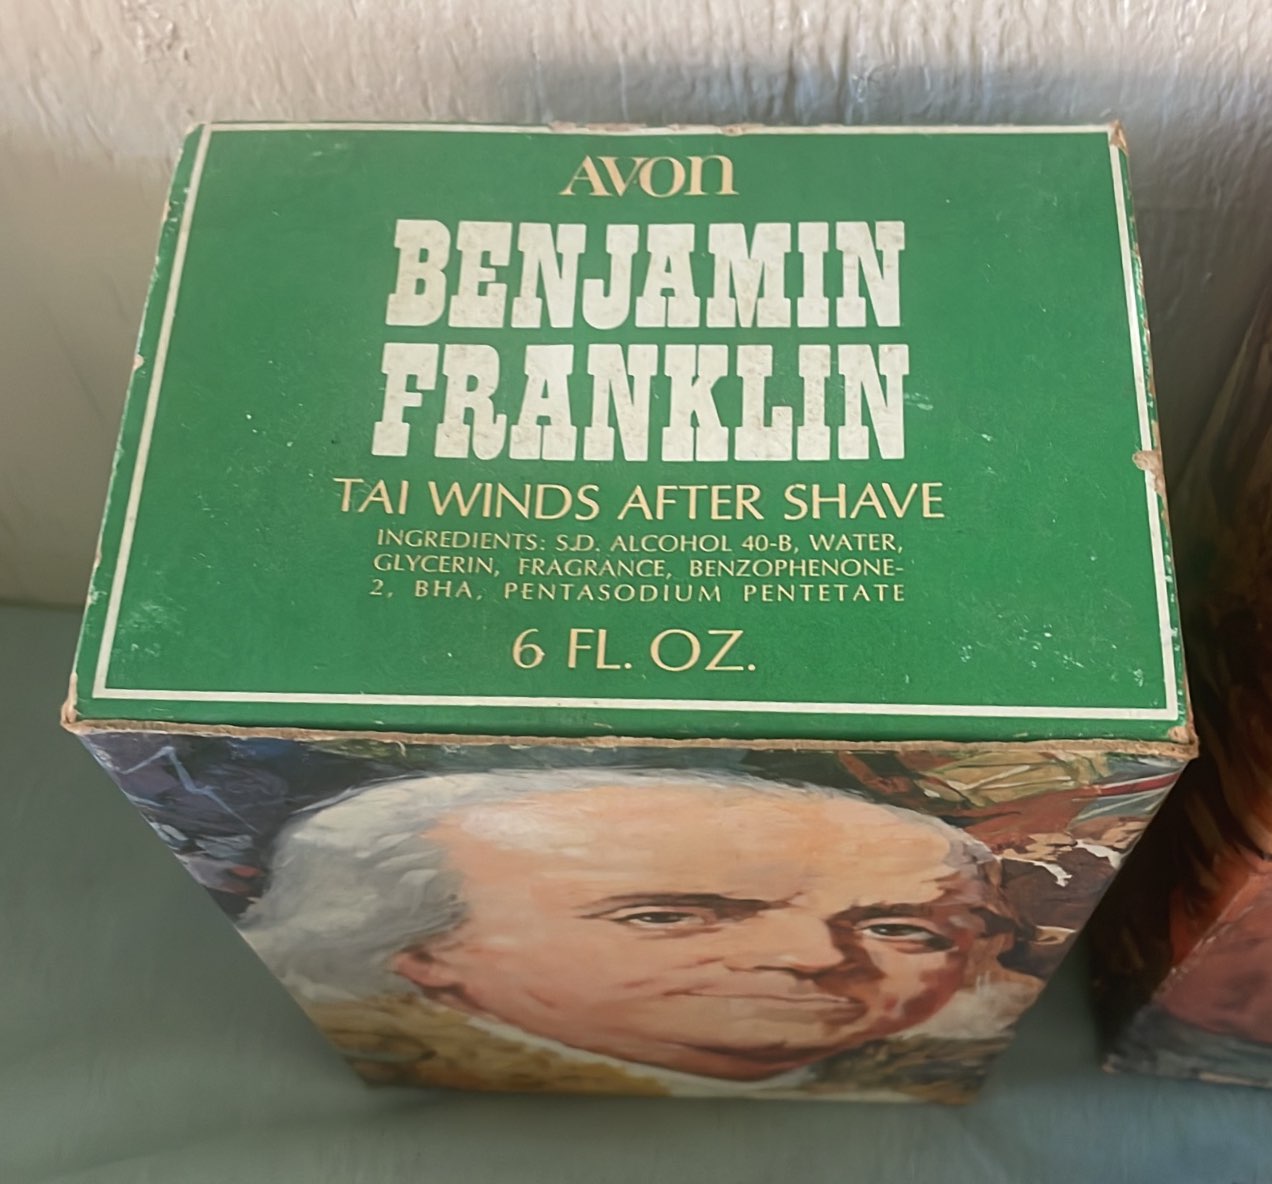 AVON
BENJAMIN
FRANKLIN
TAI WINDS AFTER SHAVE
INGREDIENTS: S.D. ALCOHOL 40-B, WATER,
GLYCERIN, FRAGRANCE, BENZOPHENONE-
2, BHA, PENTASODIUM PENTETATE
6 FL. OZ.